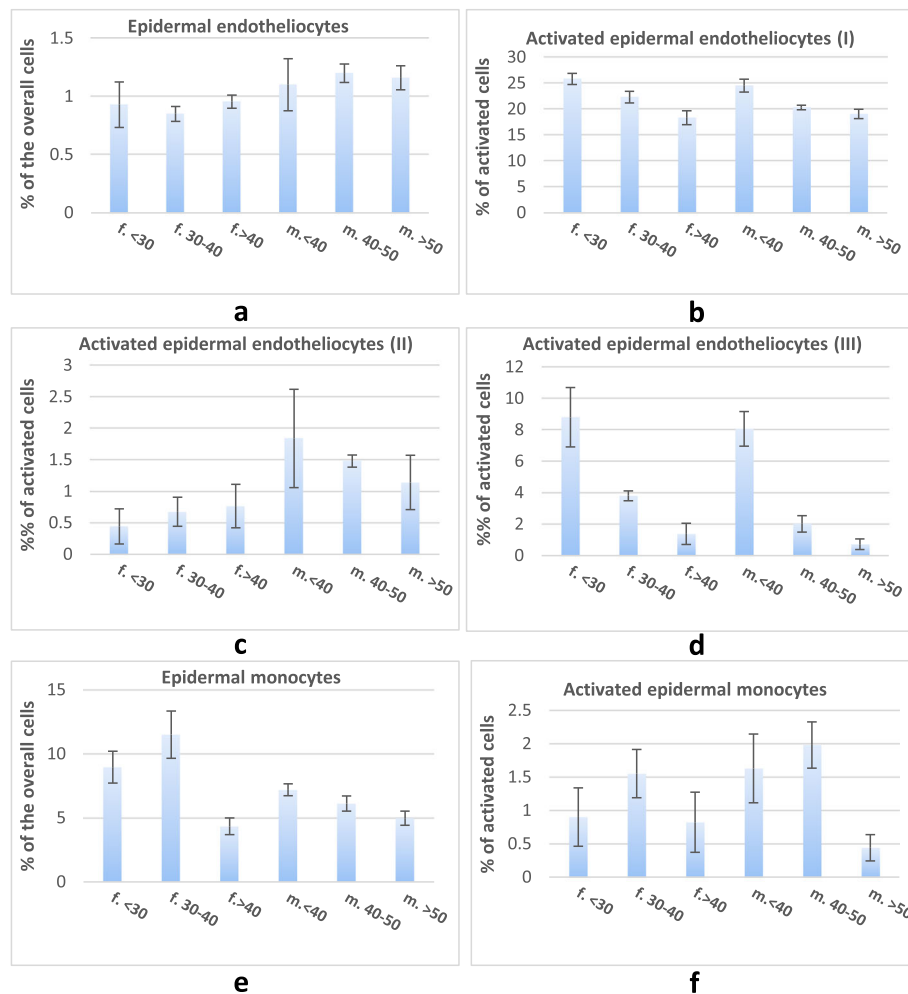 Epidermal endotheliocytes
% of the overall cells
1.5
1
0.5
0
f. <30
f. 30-40
f.>40
m.<40
m. 40-50
m. >50
a
Activated epidermal endotheliocytes (I)
% of activated cells
30
25
20
15
10
5
0
f. <30
f. 30-40
f.>40
m.<40
m. 40-50
m. >50
b
Activated epidermal endotheliocytes (II)
%% of activated cells
3
2.5
2
1.5
1
0.5
0
f. <30
f. 30-40
f.>40
m.<40
m. 40-50
m. >50
c
Activated epidermal endotheliocytes (III)
%% of activated cells
12
10
8
6
4
2
0
f. <30
f. 30-40
f.>40
m.<40
m. 40-50
m. >50
d
Epidermal monocytes
% of the overall cells
15
10
5
0
f. <30
f. 30-40
f.>40
m.<40
m. 40-50
m. >50
e
Activated epidermal monocytes
% of activated cells
2.5
2
1.5
1
0.5
0
f. <30
f. 30-40
f.>40
m.<40
m. 40-50
m. >50
f